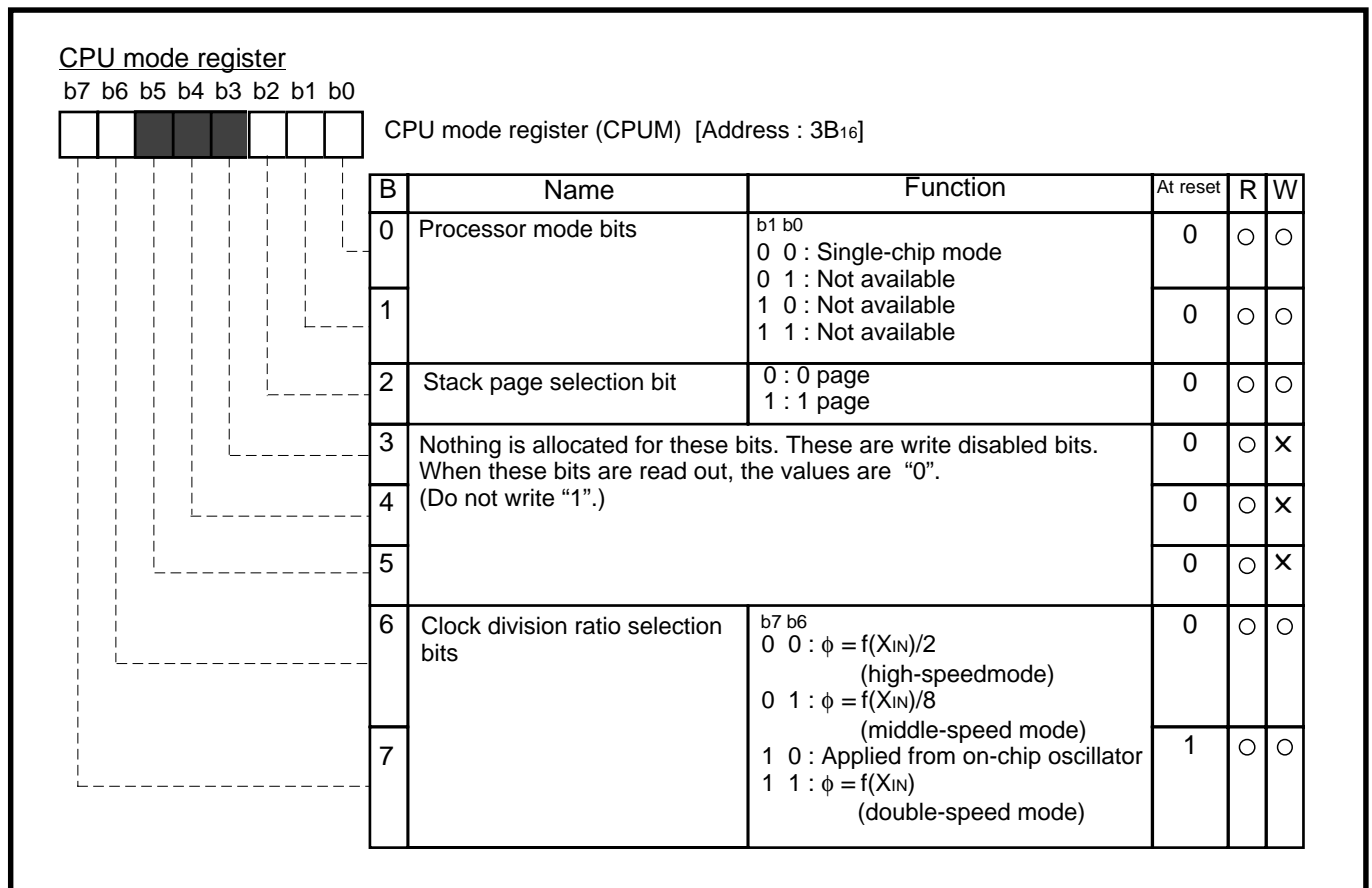 CPU mode register
b7 b6 b5 b4 b3 b2 b1 b0
CPU mode register (CPUM) [Address : 3B16]
B Name Function At reset R W
0 Processor mode bits b1 b0 0 ○ ○
0 0 : Single-chip mode
0 1 : Not available
1 1 0 : Not available 0 ○ ○
1 1 : Not available
2 Stack page selection bit 0 : 0 page 0 ○ ○
1 : 1 page
3 Nothing is allocated for these bits. These are write disabled bits. 0 ○ ×
When these bits are read out, the values are “0”.
4 (Do not write “1”.) 0 ○ ×
5 0 ○ ×
6 Clock division ratio selection b7 b6 0 ○ ○
bits 0 0 : φ = f(XIN)/2
(high-speedmode)
0 1 : φ = f(XIN)/8
(middle-speed mode)
7 1 0 : Applied from on-chip oscillator 1 ○ ○
1 1 : φ = f(XIN)
(double-speed mode)